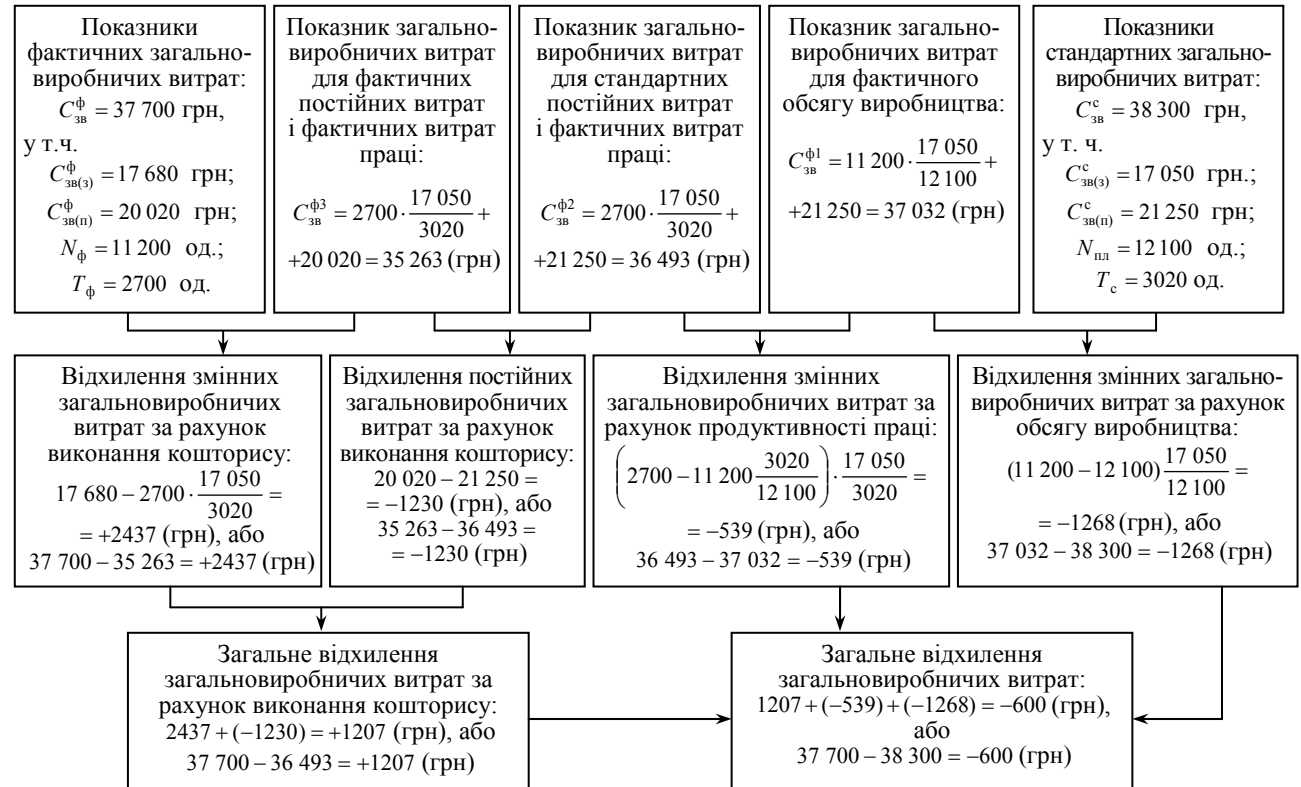 Показники
фактичних загально-
виробничих витрат:
C^ф_зв = 37 700 грн,
у т.ч.
C^ф_зв(з) = 17 680 грн;
C^ф_зв(п) = 20 020 грн;
N_ф = 11 200 од.;
T_ф = 2700 од.
Показник загально-
виробничих витрат
для фактичних
постійних витрат
і фактичних витрат
праці:
C^ф3_зв = 2700 · 17 050/3020 +
+20 020 = 35 263 (грн)
Показник загально-
виробничих витрат
для стандартних
постійних витрат
і фактичних витрат
праці:
C^ф2_зв = 2700 · 17 050/3020 +
+21 250 = 36 493 (грн)
Показник загально-
виробничих витрат
для фактичного
обсягу виробництва:
C^ф1_зв = 11 200 · 17 050/12 100 +
+21 250 = 37 032 (грн)
Показники
стандартних загально-
виробничих витрат:
C^с_зв = 38 300 грн,
у т. ч.
C^с_зв(з) = 17 050 грн.;
C^с_зв(п) = 21 250 грн;
N_пл = 12 100 од.;
T_с = 3020 од.
Відхилення змінних
загальновиробничих
витрат за рахунок
виконання кошторису:
17 680 – 2700 · 17 050/3020 =
= +2437 (грн), або
37 700 – 35 263 = +2437 (грн)
Відхилення постійних
загальновиробничих
витрат за рахунок
виконання кошторису:
20 020 – 21 250 =
= –1230 (грн), або
35 263 – 36 493 =
= –1230 (грн)
Відхилення змінних
загальновиробничих витрат за
рахунок продуктивності праці:
(2700 – 11 200 3020/12 100) · 17 050/3020 =
= –539 (грн), або
36 493 – 37 032 = –539 (грн)
Відхилення змінних загально-
виробничих витрат за рахунок
обсягу виробництва:
(11 200 – 12 100) 17 050/12 100 =
= –1268 (грн), або
37 032 – 38 300 = –1268 (грн)
Загальне відхилення
загальновиробничих витрат за
рахунок виконання кошторису:
2437 + (–1230) = +1207 (грн), або
37 700 – 36 493 = +1207 (грн)
Загальне відхилення
загальновиробничих витрат:
1207 + (–539) + (–1268) = –600 (грн),
або
37 700 – 38 300 = –600 (грн)